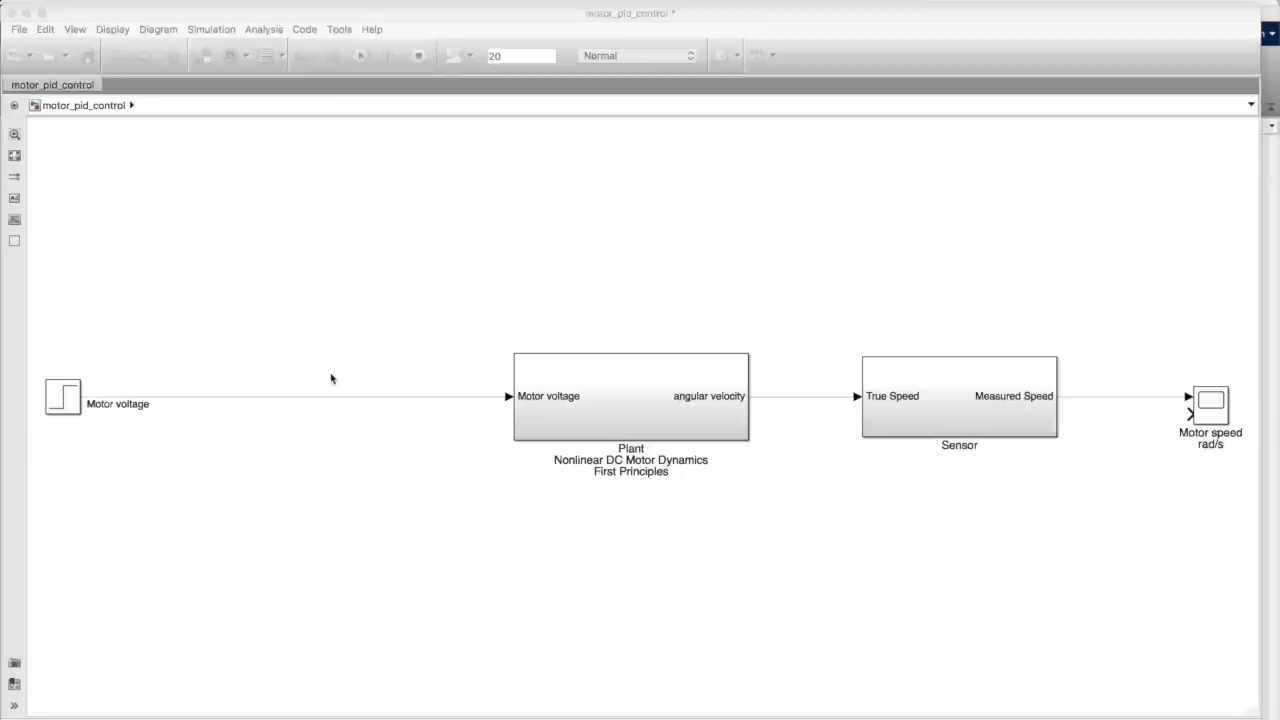 motor_pid_control *
File Edit View Display Diagram Simulation Analysis Code Tools Help
20 Normal
motor_pid_control
motor_pid_control
Motor voltage
Motor voltage angular velocity
Plant
Nonlinear DC Motor Dynamics
First Principles
True Speed Measured Speed
Sensor
Motor speed
rad/s